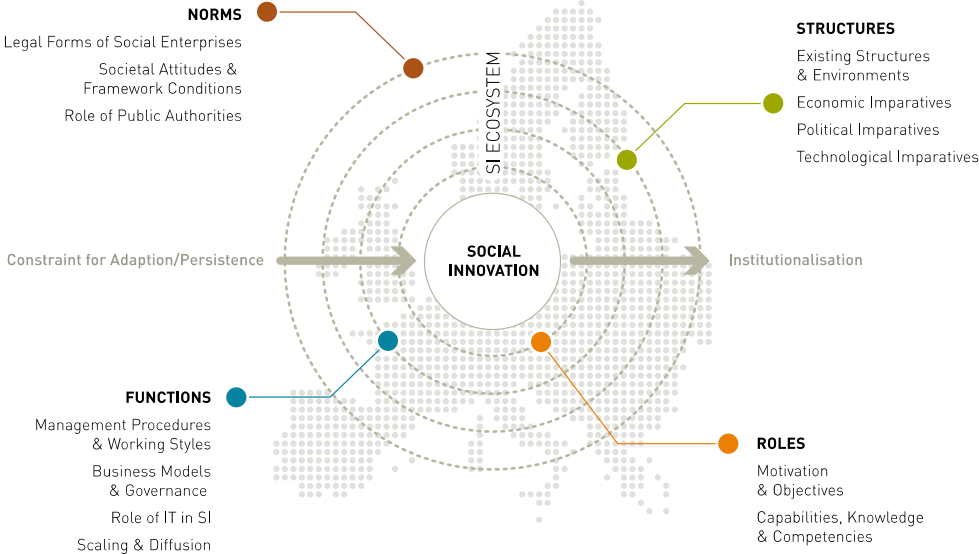 NORMS
Legal Forms of Social Enterprises
Societal Attitudes &
Framework Conditions
Role of Public Authorities
STRUCTURES
Existing Structures
& Environments
Economic Imparatives
Political Imparatives
Technological Imparatives
SI ECOSYSTEM
Constraint for Adaption/Persistence
SOCIAL
INNOVATION
Institutionalisation
FUNCTIONS
Management Procedures
& Working Styles
Business Models
& Governance
Role of IT in SI
Scaling & Diffusion
ROLES
Motivation
& Objectives
Capabilities, Knowledge
& Competencies